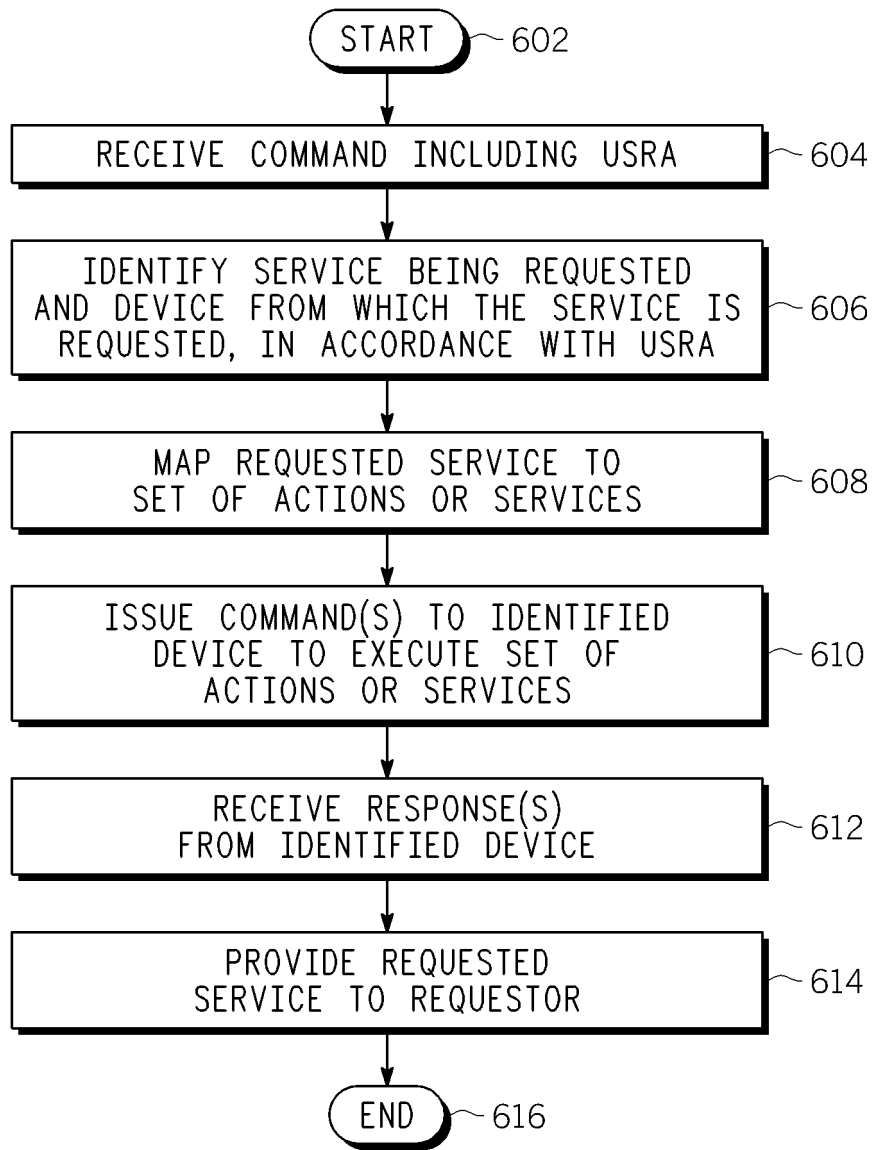 START
602
RECEIVE COMMAND INCLUDING USRA
604
IDENTIFY SERVICE BEING REQUESTED
AND DEVICE FROM WHICH THE SERVICE IS
REQUESTED, IN ACCORDANCE WITH USRA
606
MAP REQUESTED SERVICE TO
SET OF ACTIONS OR SERVICES
608
ISSUE COMMAND(S) TO IDENTIFIED
DEVICE TO EXECUTE SET OF
ACTIONS OR SERVICES
610
RECEIVE RESPONSE(S)
FROM IDENTIFIED DEVICE
612
PROVIDE REQUESTED
SERVICE TO REQUESTOR
614
END
616